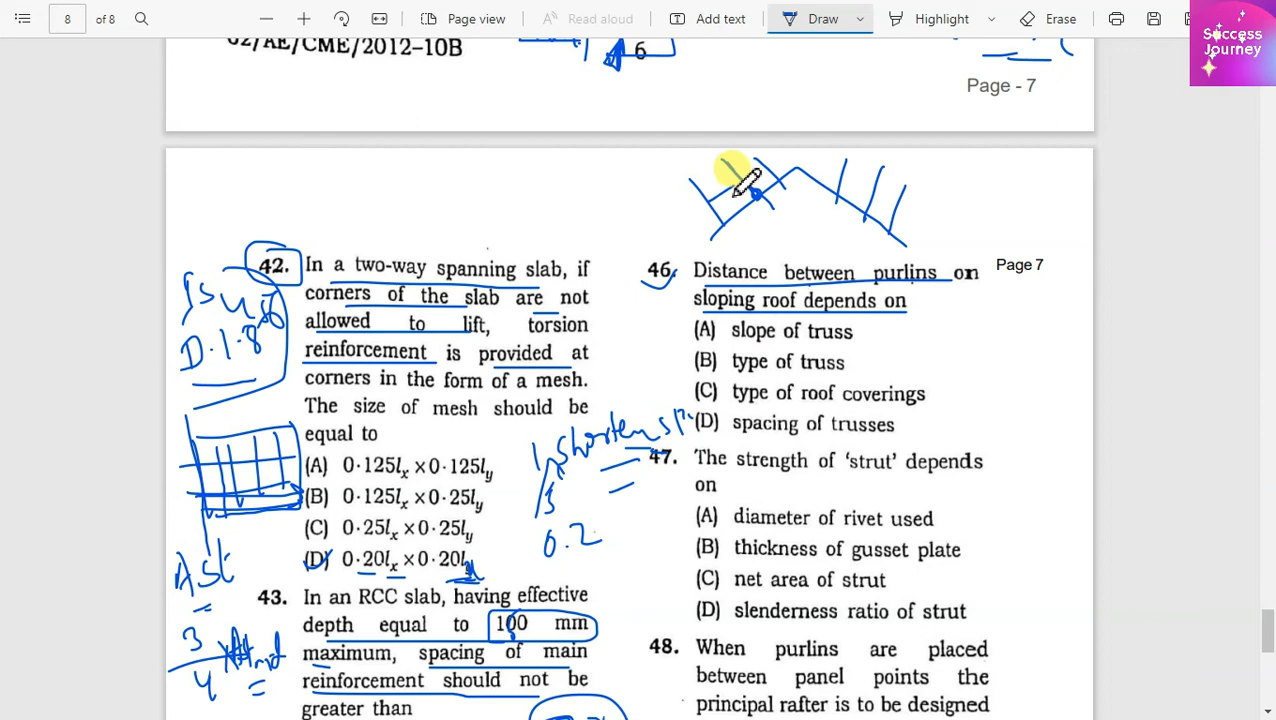 8
of 8
Page view
Read aloud
Add text
Draw
Highlight
Erase
Success
Journey
02/AE/CME/2012-10B
6
Page - 7
42. In a two-way spanning slab, if
corners of the slab are not
allowed to lift, torsion
reinforcement is provided at
corners in the form of a mesh.
The size of mesh should be
equal to
(A) 0·125lx × 0·125ly
(B) 0·125lx × 0·25ly
(C) 0·25lx × 0·25ly
(D) 0·20lx × 0·20l
43. In an RCC slab, having effective
depth equal to 100 mm
maximum, spacing of main
reinforcement should not be
greater than
D.1.8
Ast
3
4
shorter sp
1
5
0.2
46. Distance between purlins on
sloping roof depends on
(A) slope of truss
(B) type of truss
(C) type of roof coverings
(D) spacing of trusses
Page 7
47. The strength of 'strut' depends
on
(A) diameter of rivet used
(B) thickness of gusset plate
(C) net area of strut
(D) slenderness ratio of strut
48. When purlins are placed
between panel points the
principal rafter is to be designed